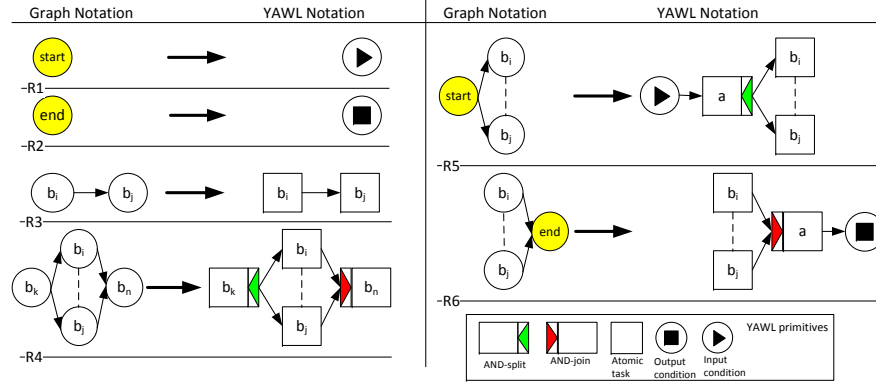 Graph Notation YAWL Notation
start
-R1
end
-R2
bi bj bi bj
-R3
bk bi bj bn bk bi bj bn
-R4
Graph Notation YAWL Notation
start bi bj a bi bj
-R5
bi bj end bi bj a
-R6
YAWL primitives
AND-split AND-join Atomic task Output condition Input condition